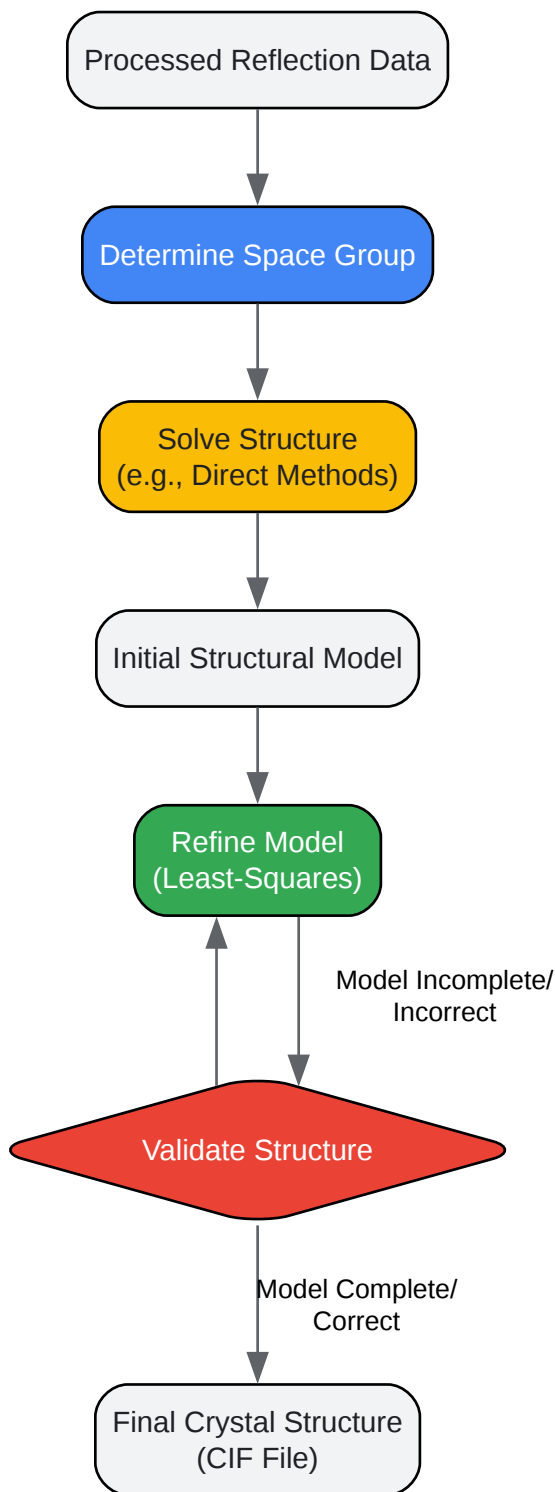 Processed Reflection Data
Determine Space Group
Solve Structure
(e.g., Direct Methods)
Initial Structural Model
Refine Model
(Least-Squares)
Model Incomplete/
Incorrect
Validate Structure
Model Complete/
Correct
Final Crystal Structure
(CIF File)